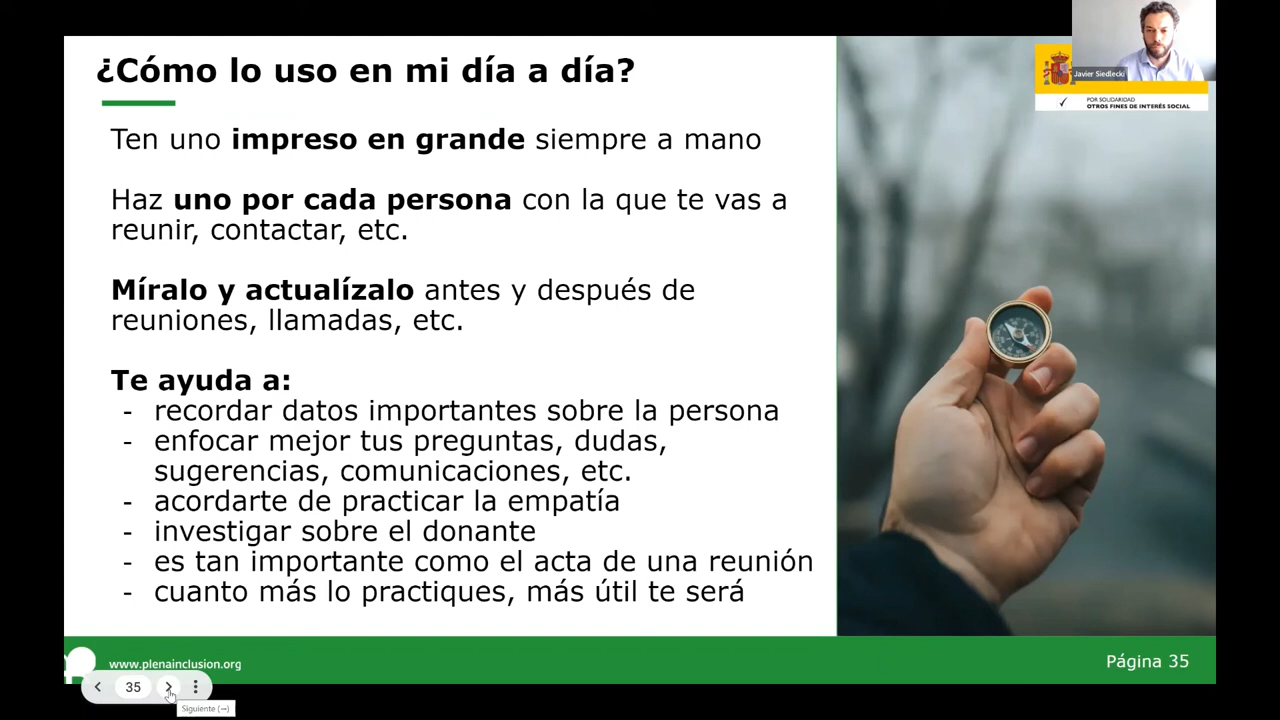 ¿Cómo lo uso en mi día a día?
Javier Siedlecki
POR SOLIDARIDAD
OTROS FINES DE INTERÉS SOCIAL
Ten uno impreso en grande siempre a mano
Haz uno por cada persona con la que te vas a
reunir, contactar, etc.
Míralo y actualízalo antes y después de
reuniones, llamadas, etc.
Te ayuda a:
- recordar datos importantes sobre la persona
- enfocar mejor tus preguntas, dudas,
sugerencias, comunicaciones, etc.
- acordarte de practicar la empatía
- investigar sobre el donante
- es tan importante como el acta de una reunión
- cuanto más lo practiques, más útil te será
www.plenainclusion.org
Página 35
35
Siguiente (→)